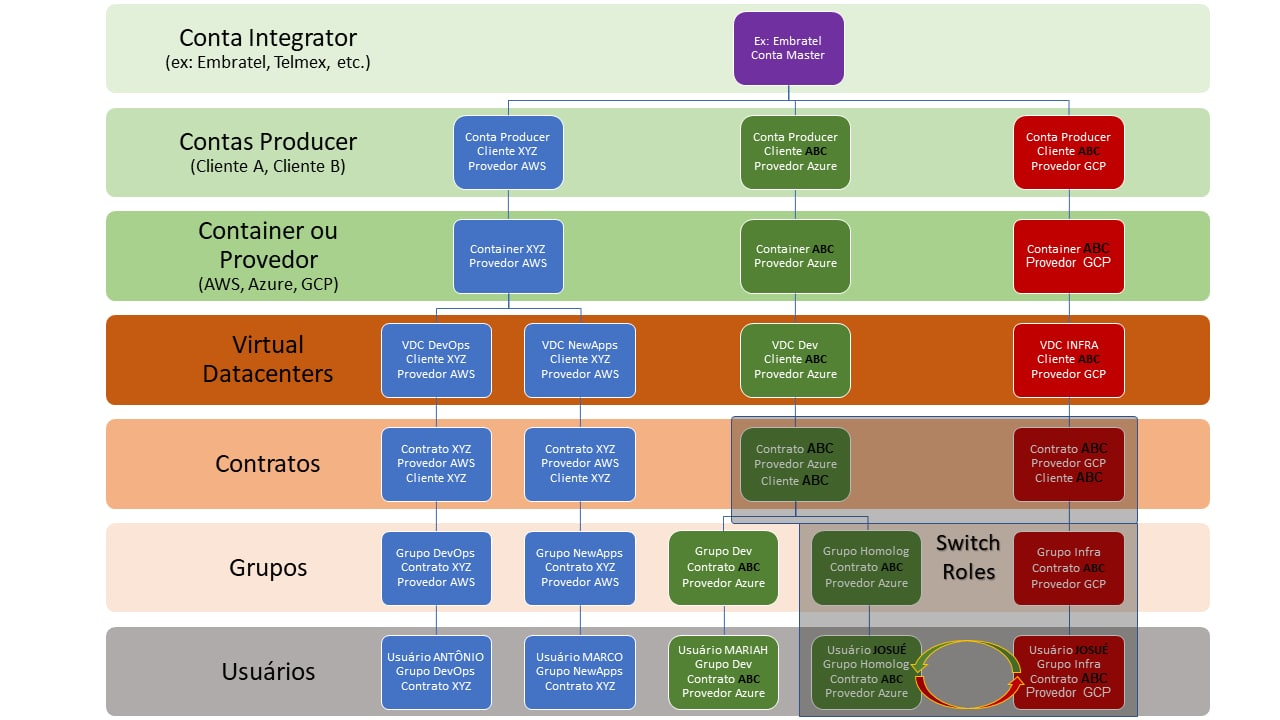 Conta Integrator
(ex: Embratel, Telmex, etc.)
Ex: Embratel
Conta Master
Contas Producer
(Cliente A, Cliente B)
Conta Producer
Cliente XYZ
Provedor AWS
Conta Producer
Cliente ABC
Provedor Azure
Conta Producer
Cliente ABC
Provedor GCP
Container ou
Provedor
(AWS, Azure, GCP)
Container XYZ
Provedor AWS
Container ABC
Provedor Azure
Container ABC
Provedor GCP
Virtual
Datacenters
VDC DevOps
Cliente XYZ
Provedor AWS
VDC NewApps
Cliente XYZ
Provedor AWS
VDC Dev
Cliente ABC
Provedor Azure
VDC INFRA
Cliente ABC
Provedor GCP
Contratos
Contrato XYZ
Provedor AWS
Cliente XYZ
Contrato XYZ
Provedor AWS
Cliente XYZ
Contrato ABC
Provedor Azure
Cliente ABC
Contrato ABC
Provedor GCP
Cliente ABC
Grupos
Grupo DevOps
Contrato XYZ
Provedor AWS
Grupo NewApps
Contrato XYZ
Provedor AWS
Grupo Dev
Contrato ABC
Provedor Azure
Grupo Homolog
Contrato ABC
Provedor Azure
Switch
Roles
Grupo Infra
Contrato ABC
Provedor GCP
Usuários
Usuário ANTÔNIO
Grupo DevOps
Contrato XYZ
Usuário MARCO
Grupo NewApps
Contrato XYZ
Usuário MARIAH
Grupo Dev
Contrato ABC
Provedor Azure
Usuário JOSUÉ
Grupo Homolog
Contrato ABC
Provedor Azure
Usuário JOSUÉ
Grupo Infra
Contrato ABC
Provedor GCP